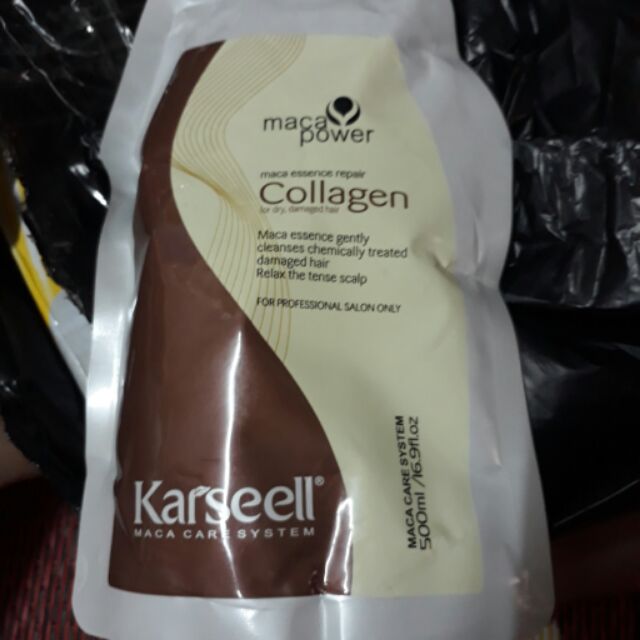 maca
power
maca essence repair
Collagen
for dry, damaged hair
Maca essence gently
cleanses chemically treated
damaged hair
Relax the tense scalp
FOR PROFESSIONAL SALON ONLY
MACA CARE SYSTEM
500ml /16.9fl.oz
Karseell®
MACA CARE SYSTEM